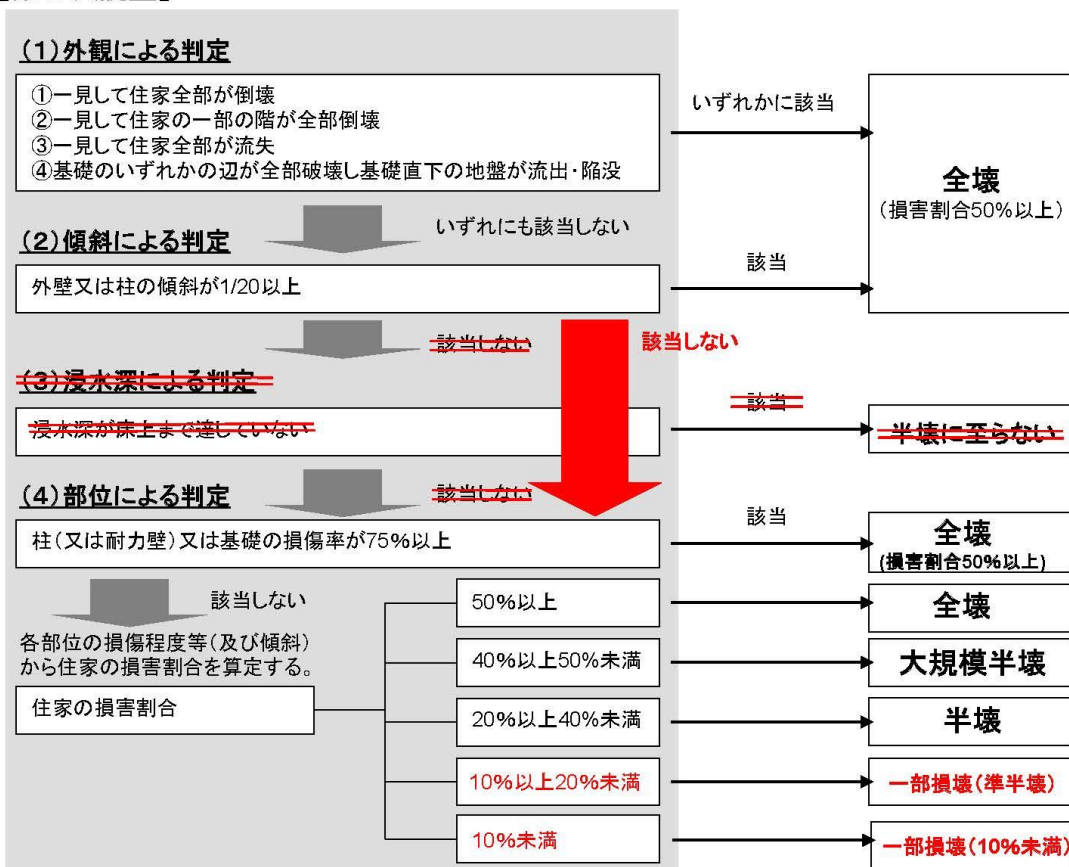 (1)外観による判定
①一見して住家全部が倒壊
②一見して住家の一部の階が全部倒壊
③一見して住家全部が流失
④基礎のいずれかの辺が全部破壊し基礎直下の地盤が流出・陥没
いずれかに該当
全壊
(損害割合50%以上)
いずれにも該当しない
(2)傾斜による判定
外壁又は柱の傾斜が1/20以上
該当
該当しない
該当しない
(3)浸水深による判定
浸水深が床上まで達していない
該当
半壊に至らない
該当しない
(4)部位による判定
柱(又は耐力壁)又は基礎の損傷率が75%以上
該当
全壊
(損害割合50%以上)
該当しない
各部位の損傷程度等(及び傾斜)
から住家の損害割合を算定する。
住家の損害割合
50%以上
全壊
40%以上50%未満
大規模半壊
20%以上40%未満
半壊
10%以上20%未満
一部損壊(準半壊)
10%未満
一部損壊(10%未満)